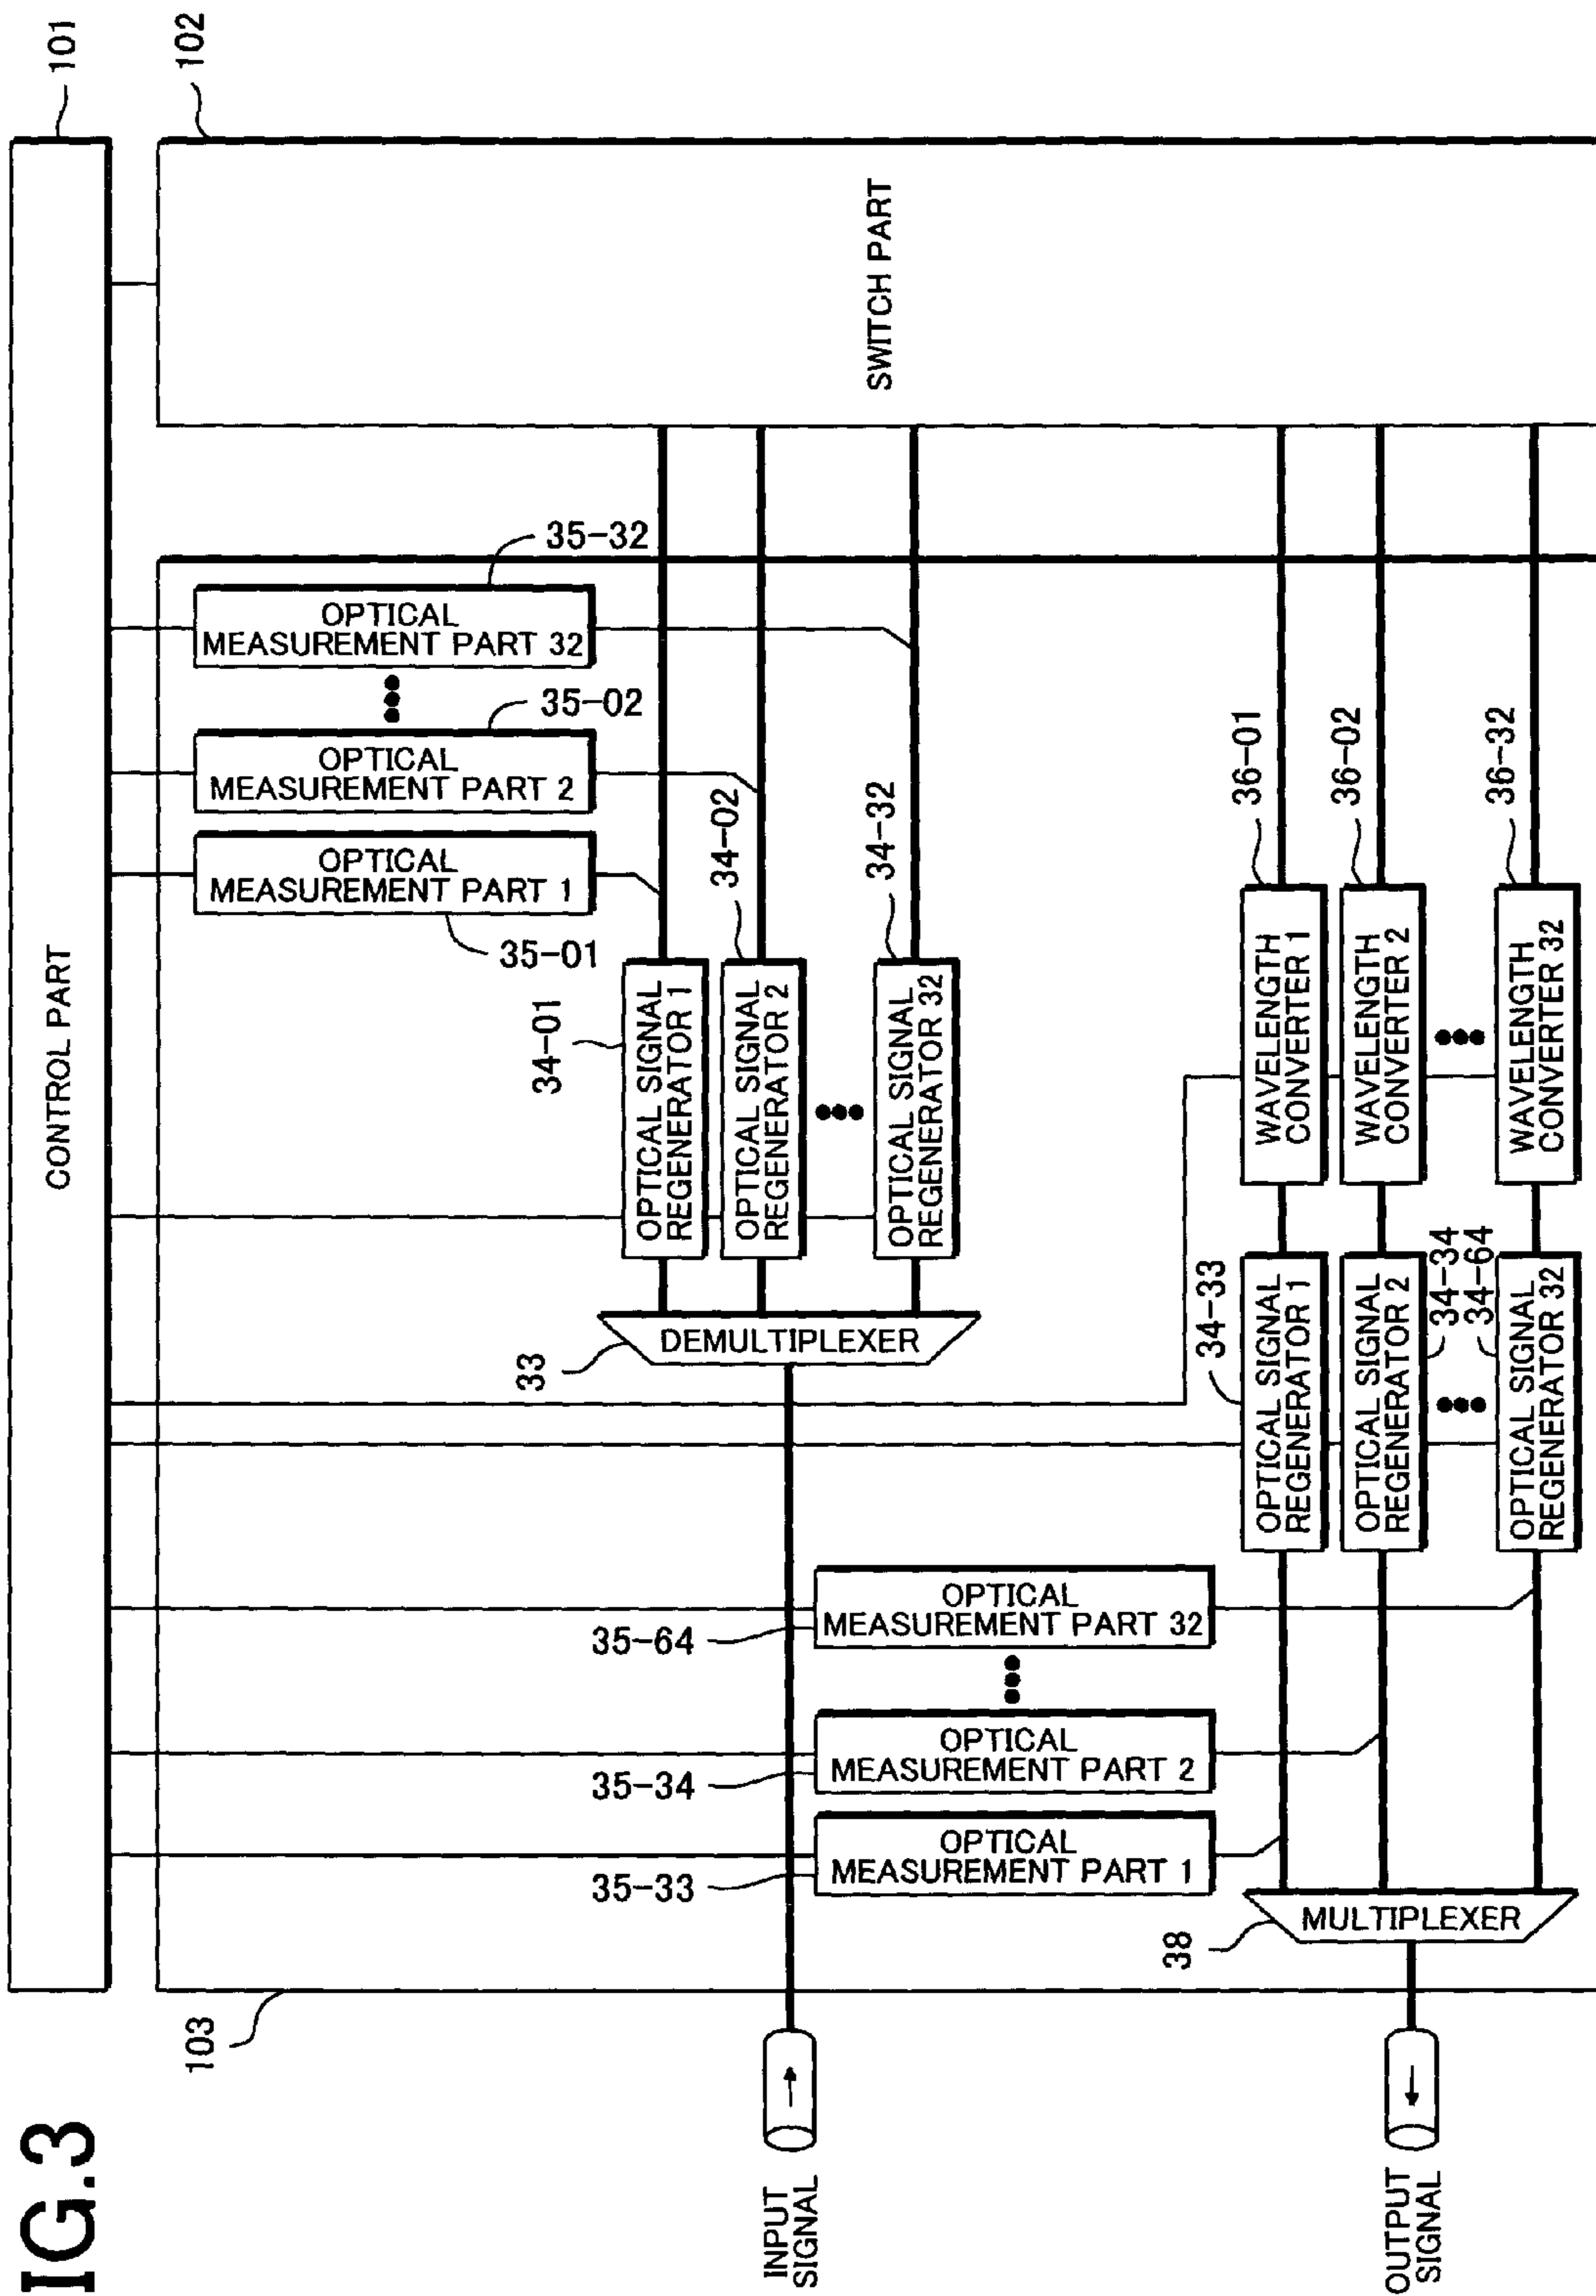 IG.3
101
CONTROL PART
102
SWITCH PART
103
35-32
OPTICAL
MEASUREMENT PART 32
35-02
OPTICAL
MEASUREMENT PART 2
OPTICAL
MEASUREMENT PART 1
35-01
34-01
OPTICAL SIGNAL
REGENERATOR 1
34-02
OPTICAL SIGNAL
REGENERATOR 2
34-32
OPTICAL SIGNAL
REGENERATOR 32
33
DEMULTIPLEXER
INPUT
SIGNAL
35-64
OPTICAL
MEASUREMENT PART 32
35-34
OPTICAL
MEASUREMENT PART 2
35-33
OPTICAL
MEASUREMENT PART 1
36-01
WAVELENGTH
CONVERTER 1
36-02
WAVELENGTH
CONVERTER 2
36-32
WAVELENGTH
CONVERTER 32
34-33
OPTICAL SIGNAL
REGENERATOR 1
34-34
OPTICAL SIGNAL
REGENERATOR 2
34-64
OPTICAL SIGNAL
REGENERATOR 32
38
MULTIPLEXER
OUTPUT
SIGNAL